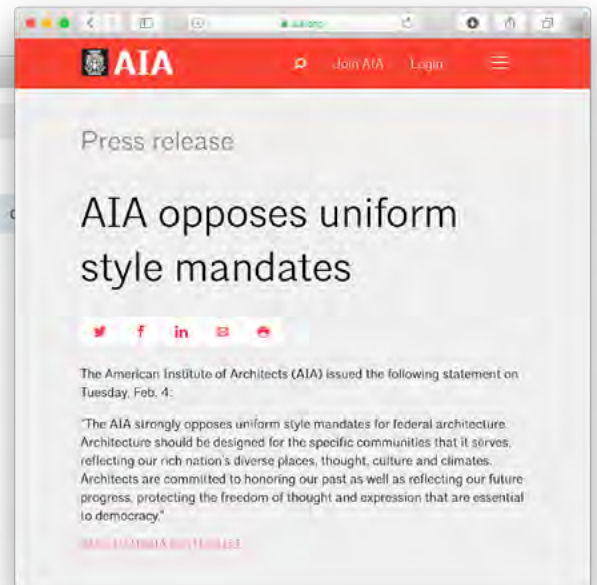 AIA
Join AIA Login
Press release
AIA opposes uniform
style mandates
The American Institute of Architects (AIA) issued the following statement on
Tuesday, Feb. 4:
"The AIA strongly opposes uniform style mandates for federal architecture.
Architecture should be designed for the specific communities that it serves,
reflecting our rich nation's diverse places, thought, culture and climates.
Architects are committed to honoring our past as well as reflecting our future
progress, protecting the freedom of thought and expression that are essential
to democracy."